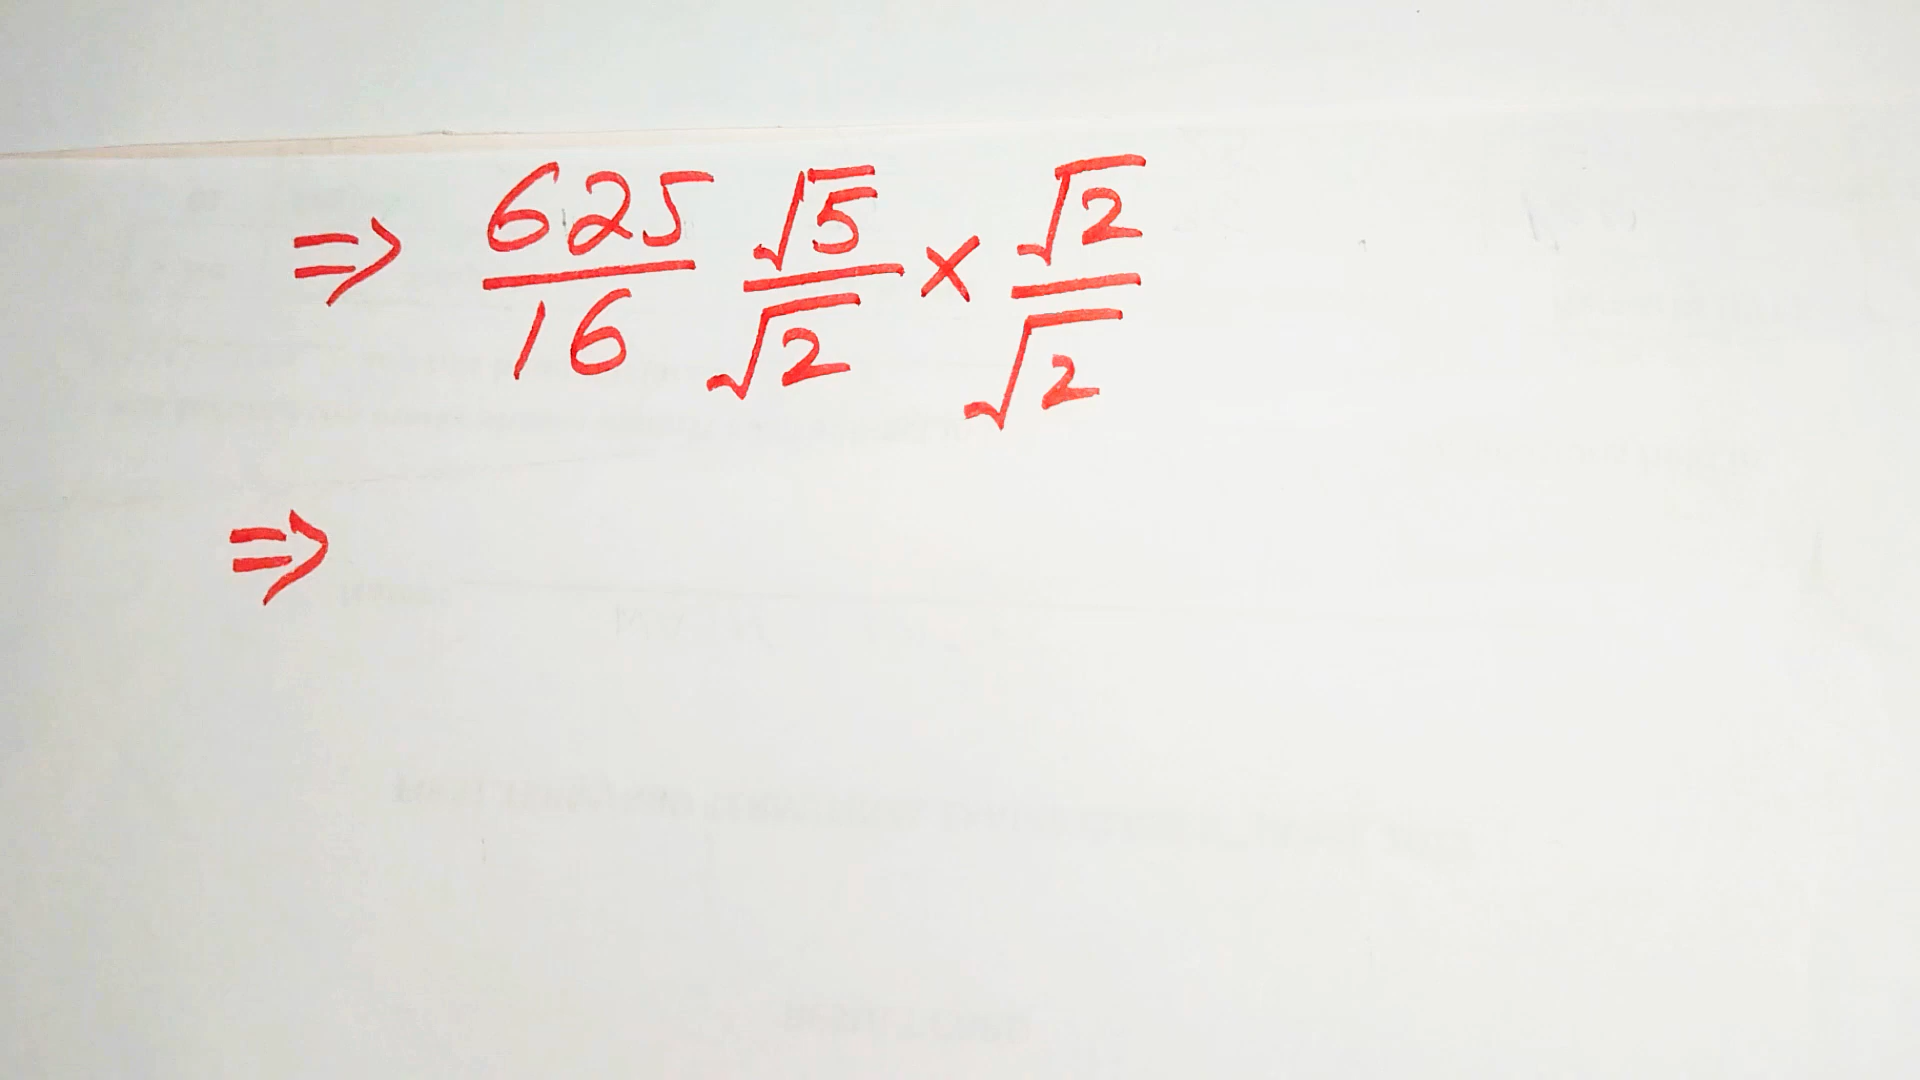 ⇒ 625/16 √5/√2 × √2/√2
⇒